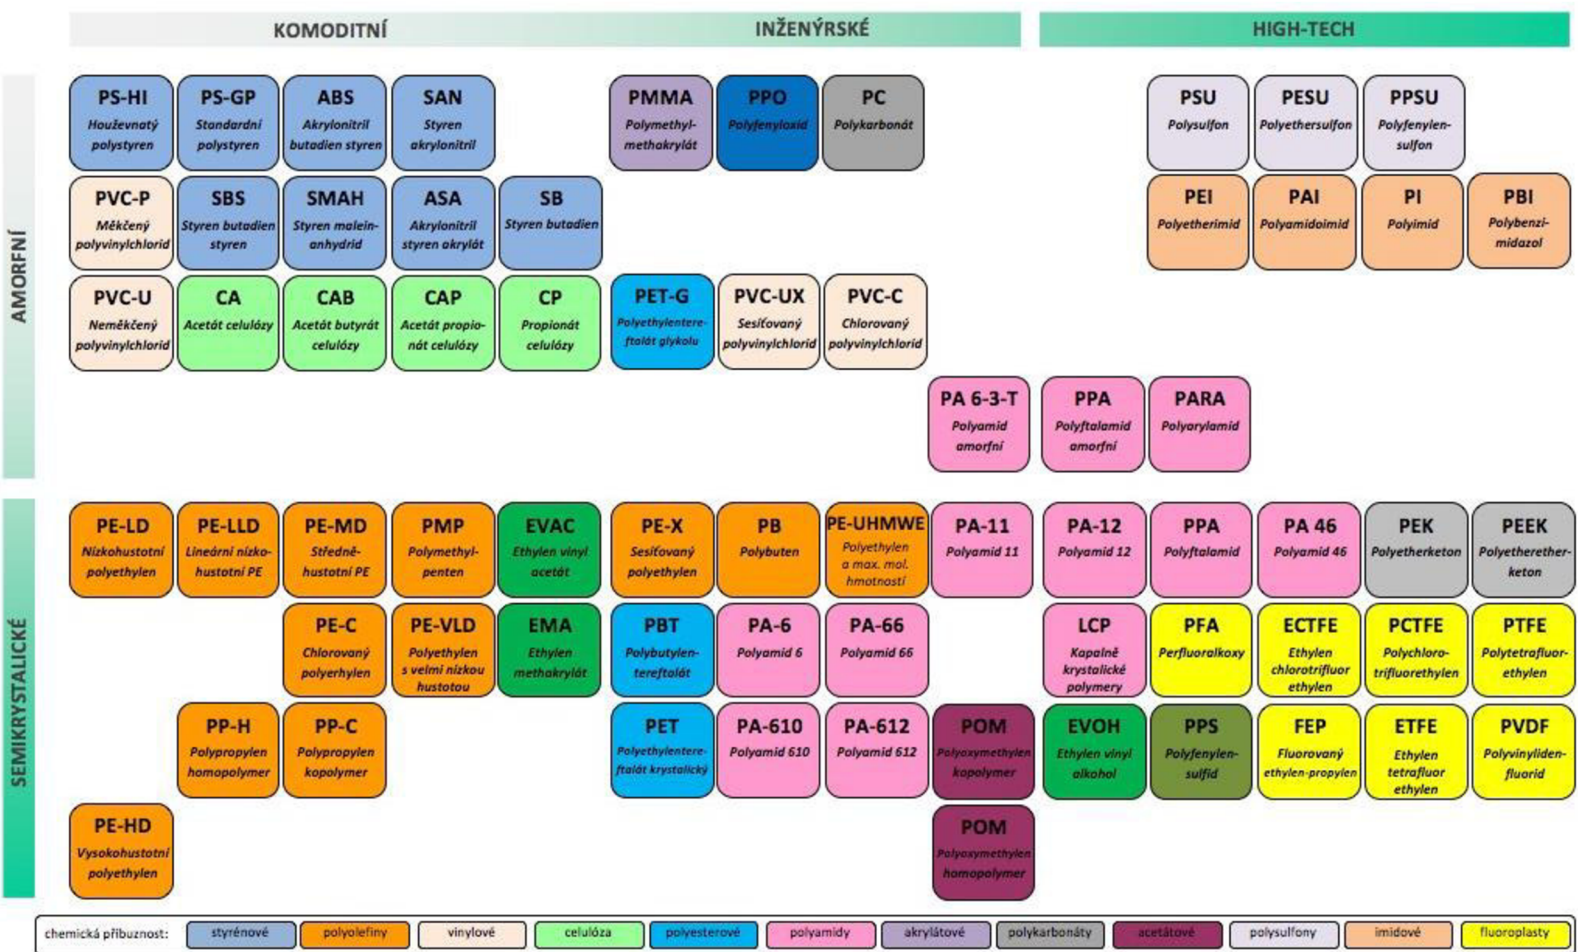 KOMODITNÍ INŽENÝRSKÉ HIGH-TECH
AMORFNÍ
PS-HI
Houževnatý
polystyren
PS-GP
Standardní
polystyren
ABS
Akrylonitril
butadien styren
SAN
Styren
akrylonitril
PMMA
Polymethyl-
methakrylát
PPO
Polyfenyloxid
PC
Polykarbonát
PSU
Polysulfon
PESU
Polyethersulfon
PPSU
Polyfenylen-
sulfon
PVC-P
Měkčený
polyvinylchlorid
SBS
Styren butadien
styren
SMAH
Styren malein-
anhydrid
ASA
Akrylonitril
styren akrylát
SB
Styren butadien
PEI
Polyetherimid
PAI
Polyamidoimid
PI
Polyimid
PBI
Polybenzi-
midazol
PVC-U
Neměkčený
polyvinylchlorid
CA
Acetát celulózy
CAB
Acetát butyrát
celulózy
CAP
Acetát propio-
nát celulózy
CP
Propionát
celulózy
PET-G
Polyethylentere-
ftalát glykolu
PVC-UX
Sesíťovaný
polyvinylchlorid
PVC-C
Chlorovaný
polyvinylchlorid
PA 6-3-T
Polyamid
amorfní
PPA
Polyftalamid
amorfní
PARA
Polyarylamid
SEMIKRYSTALICKÉ
PE-LD
Nízkohustotní
polyethylen
PE-LLD
Lineární nízko-
hustotní PE
PE-MD
Středně-
hustotní PE
PMP
Polymethyl-
penten
EVAC
Ethylen vinyl
acetát
PE-X
Sesíťovaný
polyethylen
PB
Polybuten
PE-UHMWE
Polyethylen
a max. mol.
hmotností
PA-11
Polyamid 11
PA-12
Polyamid 12
PPA
Polyftalamid
PA 46
Polyamid 46
PEK
Polyetherketon
PEEK
Polyetherether-
keton
PE-C
Chlorovaný
polyerhylen
PE-VLD
Polyethylen
s velmi nízkou
hustotou
EMA
Ethylen
methakrylát
PBT
Polybutylen-
tereftalát
PA-6
Polyamid 6
PA-66
Polyamid 66
LCP
Kapalně
krystalické
polymery
PFA
Perfluoralkoxy
ECTFE
Ethylen
chlorotrifluor
ethylen
PCTFE
Polychloro-
trifluorethylen
PTFE
Polytetrafluor-
ethylen
PP-H
Polypropylen
homopolymer
PP-C
Polypropylen
kopolymer
PET
Polyethylentere-
ftalát krystalický
PA-610
Polyamid 610
PA-612
Polyamid 612
POM
Polyoxymethylen
kopolymer
EVOH
Ethylen vinyl
alkohol
PPS
Polyfenylen-
sulfid
FEP
Fluorovaný
ethylen-propylen
ETFE
Ethylen
tetrafluor
ethylen
PVDF
Polyvinyliden-
fluorid
PE-HD
Vysokohustotní
polyethylen
POM
Polyoxymethylen
homopolymer
chemická příbuznost: styrénové polyolefiny vinylové celulóza polyesterové polyamidy akrylátové polykarbonáty acetátové polysulfony imidové fluoroplasty